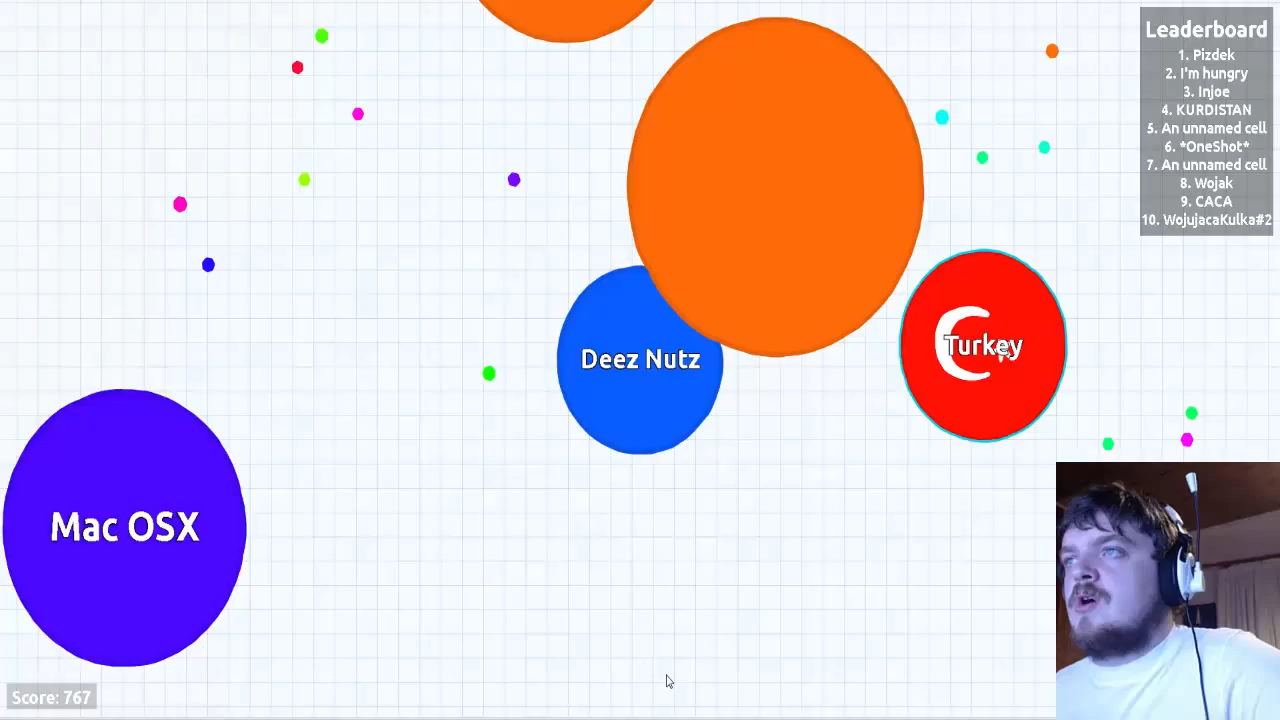 Leaderboard
1. Pizdek
2. I'm hungry
3. Injoe
4. KURDISTAN
5. An unnamed cell
6. *OneShot*
7. An unnamed cell
8. Wojak
9. CACA
10. WojujacaKulka#2
Turkey
Deez Nutz
Mac OSX
Score: 767